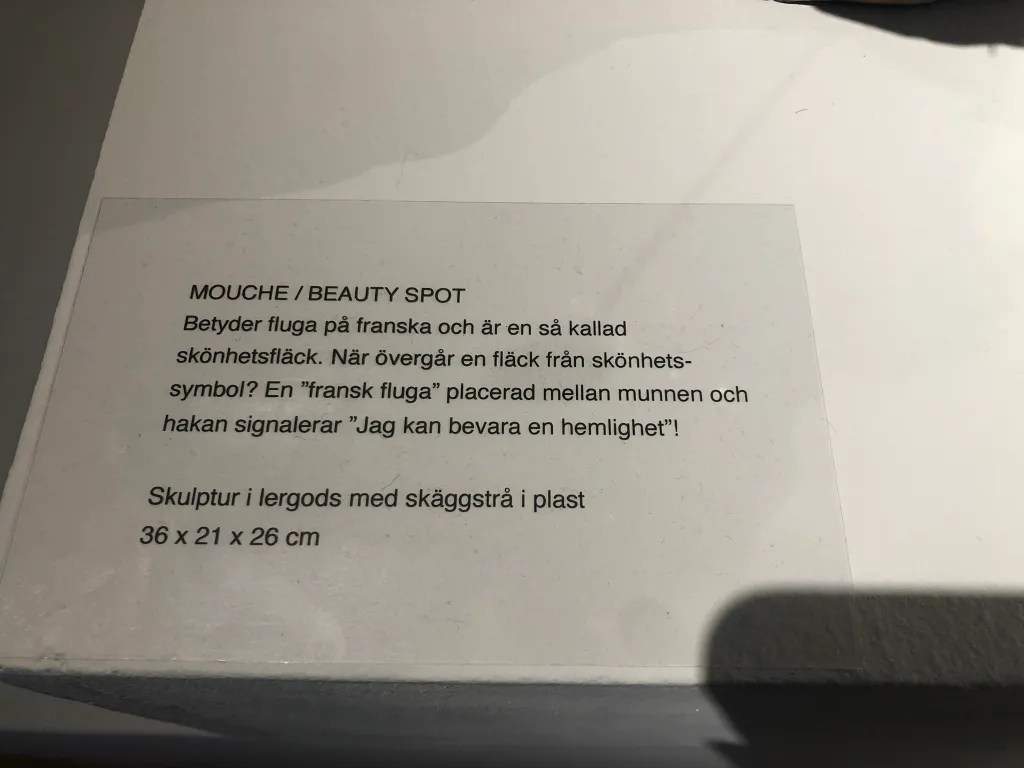 MOUCHE / BEAUTY SPOT
Betyder fluga på franska och är en så kallad
skönhetsfläck. När övergår en fläck från skönhets-
symbol? En ”fransk fluga” placerad mellan munnen och
hakan signalerar ”Jag kan bevara en hemlighet”!
Skulptur i lergods med skäggstrå i plast
36 x 21 x 26 cm